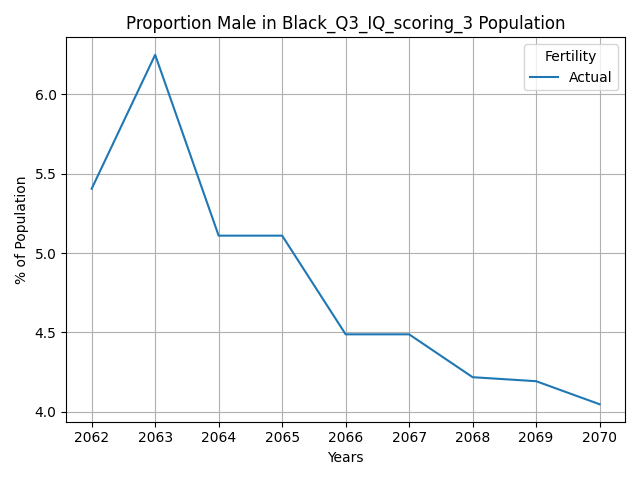 Proportion Male in Black_Q3_IQ_scoring_3 Population
Fertility
Actual
% of Population
6.0
5.5
5.0
4.5
4.0
2062 2063 2064 2065 2066 2067 2068 2069 2070
Years